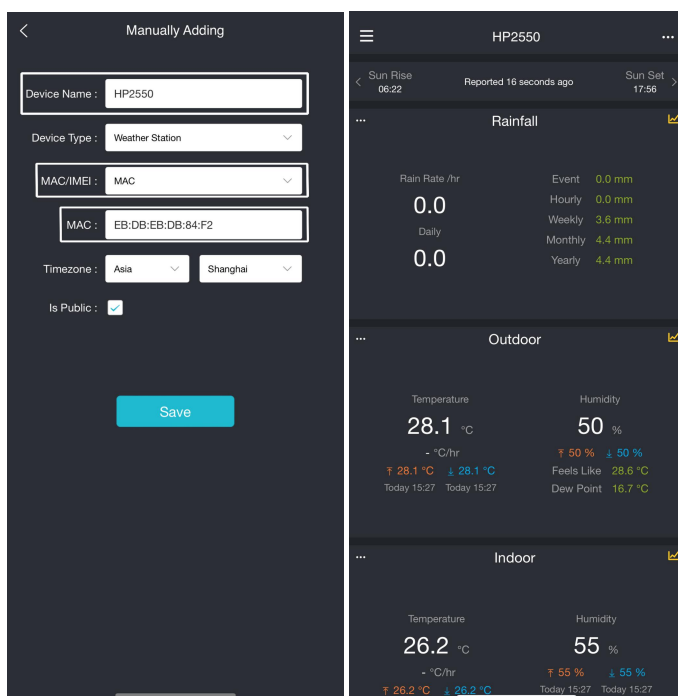 Manually Adding
Device Name : HP2550
Device Type : Weather Station
MAC/IMEI : MAC
MAC : EB:DB:EB:DB:84:F2
Timezone : Asia Shanghai
Is Public :
Save
HP2550
Sun Rise
06:22
Reported 16 seconds ago
Sun Set
17:56
Rainfall
Rain Rate /hr
0.0
Daily
0.0
Event 0.0 mm
Hourly 0.0 mm
Weekly 3.6 mm
Monthly 4.4 mm
Yearly 4.4 mm
Outdoor
Temperature
28.1 °C
- °C/hr
28.1 °C 28.1 °C
Today 15:27 Today 15:27
Humidity
50 %
50 % 50 %
Feels Like 28.6 °C
Dew Point 16.7 °C
Indoor
Temperature
26.2 °C
- °C/hr
26.2 °C 26.2 °C
Humidity
55 %
55 % 55 %
Today 15:27 Today 15:27